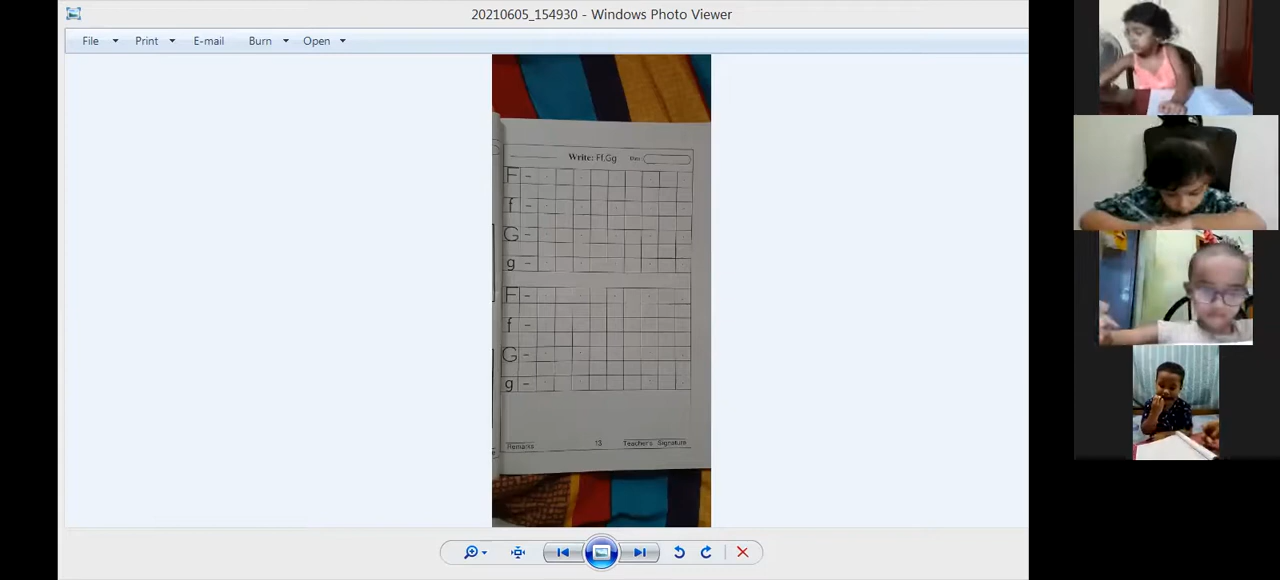 20210605_154930 - Windows Photo Viewer
File Print E-mail Burn Open
Write: Ff,Gg
F -
f -
G -
g -
F -
f -
G -
g -
Remarks 13 Teacher's Signature